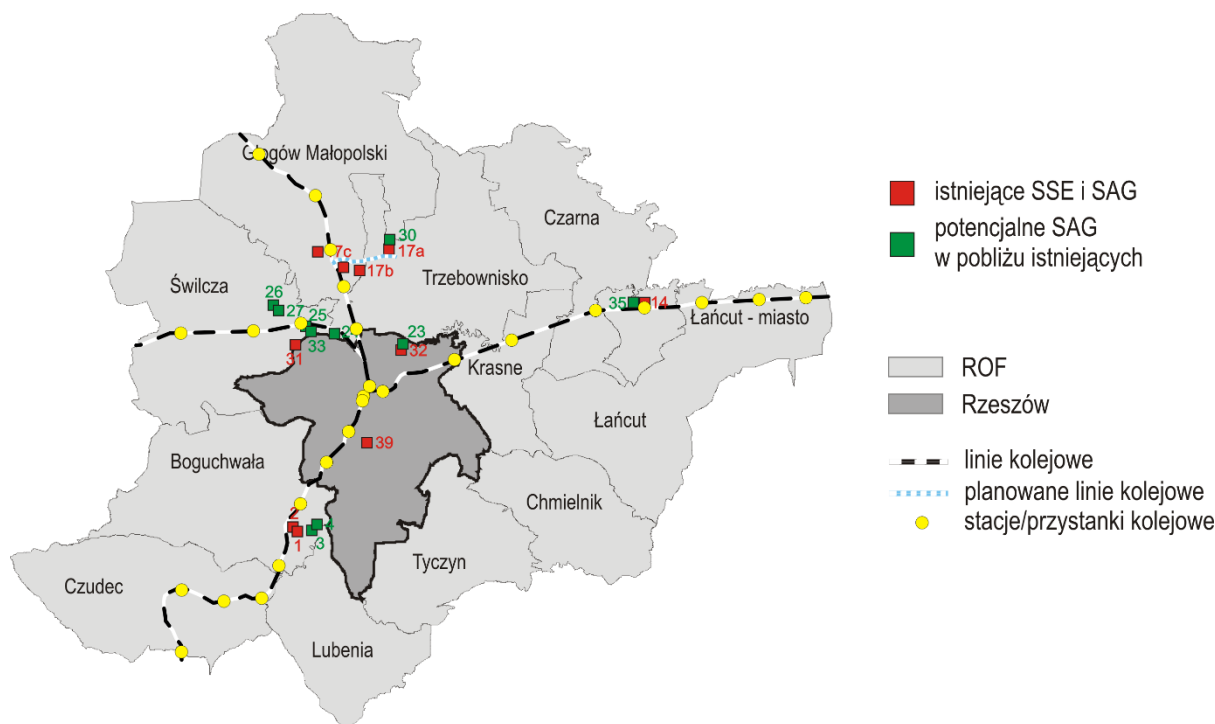 Głogów Małopolski
Czarna
istniejące SSE i SAG
potencjalne SAG
w pobliżu istniejących
30
17a
17b
Trzebownisko
Świlcza
26
27
25
33
31
23
32
35
14
Łańcut - miasto
Krasne
ROF
Rzeszów
Łańcut
39
Boguchwała
linie kolejowe
planowane linie kolejowe
stacje/przystanki kolejowe
Chmielnik
2
1
4
3
Tyczyn
Czudec
Lubenia